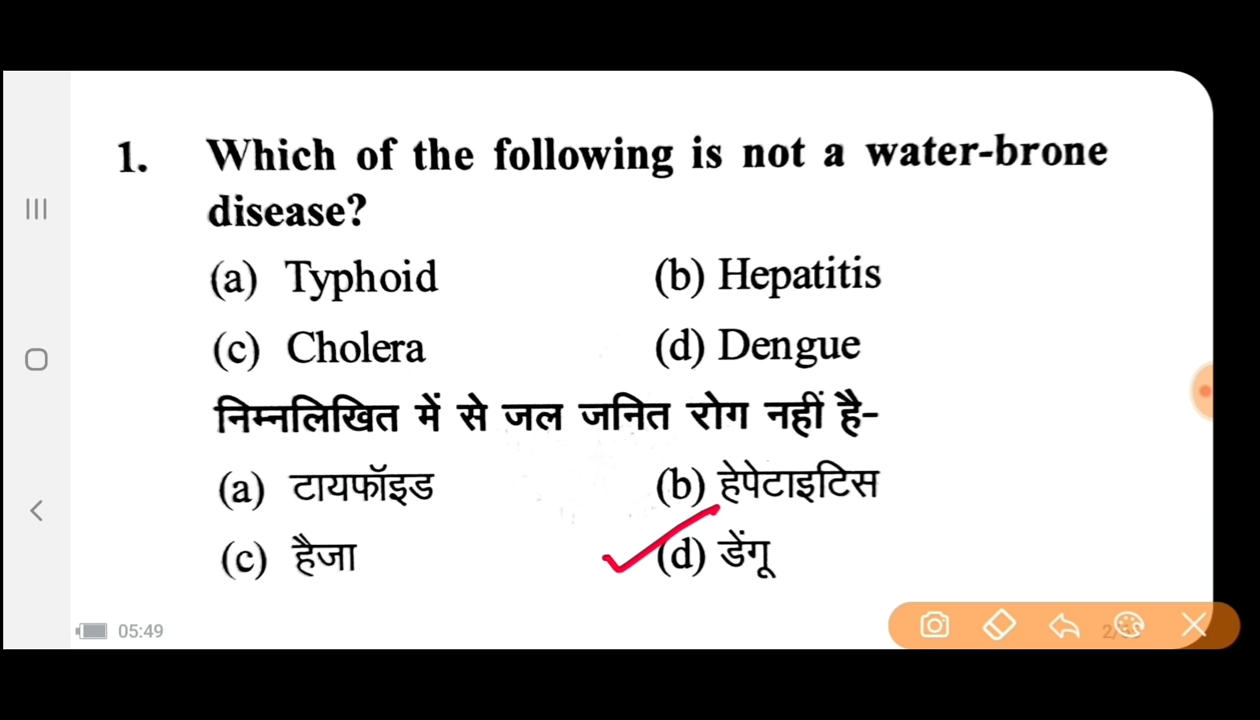 1. Which of the following is not a water-brone
disease?
(a) Typhoid (b) Hepatitis
(c) Cholera (d) Dengue
निम्नलिखित में से जल जनित रोग नहीं है-
(a) टायफॉइड (b) हेपेटाइटिस
(c) हैजा (d) डेंगू
05:49